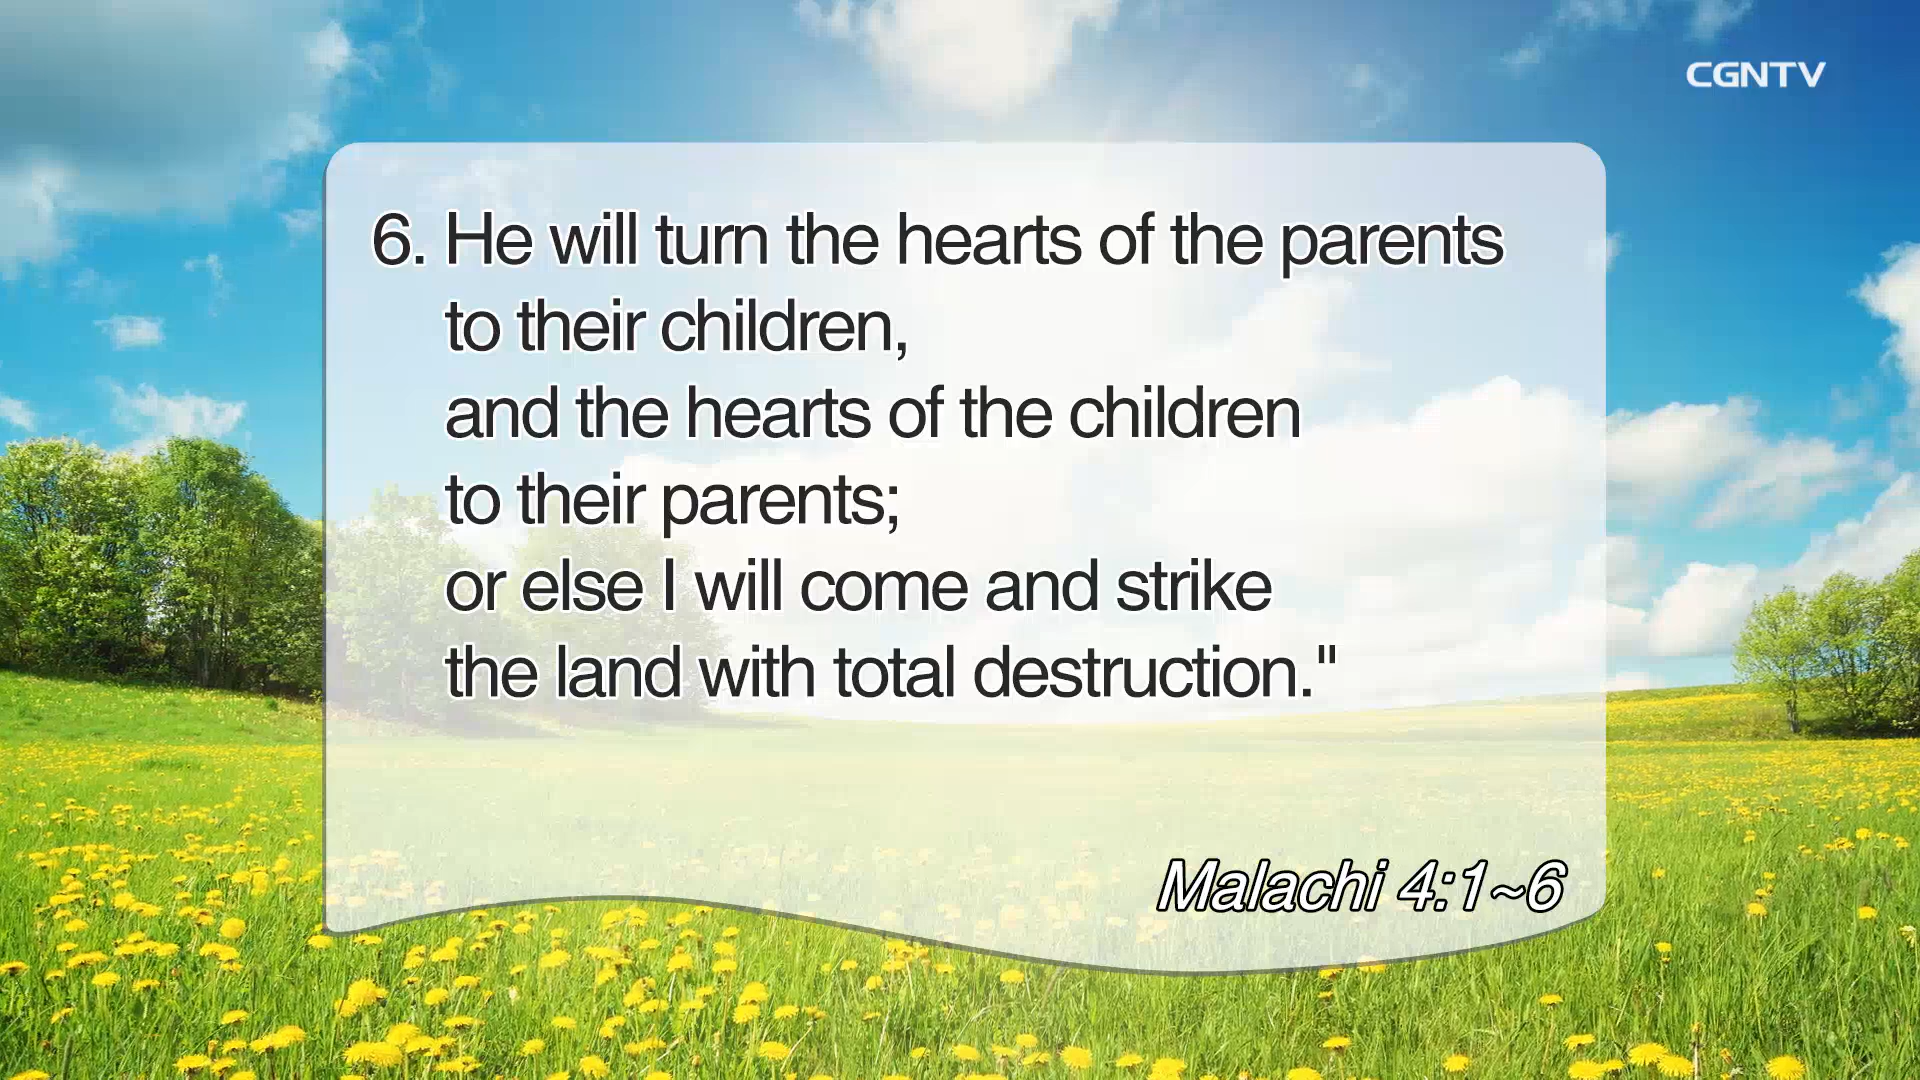 CGNTV
6. He will turn the hearts of the parents
to their children,
and the hearts of the children
to their parents;
or else I will come and strike
the land with total destruction."
Malachi 4:1~6